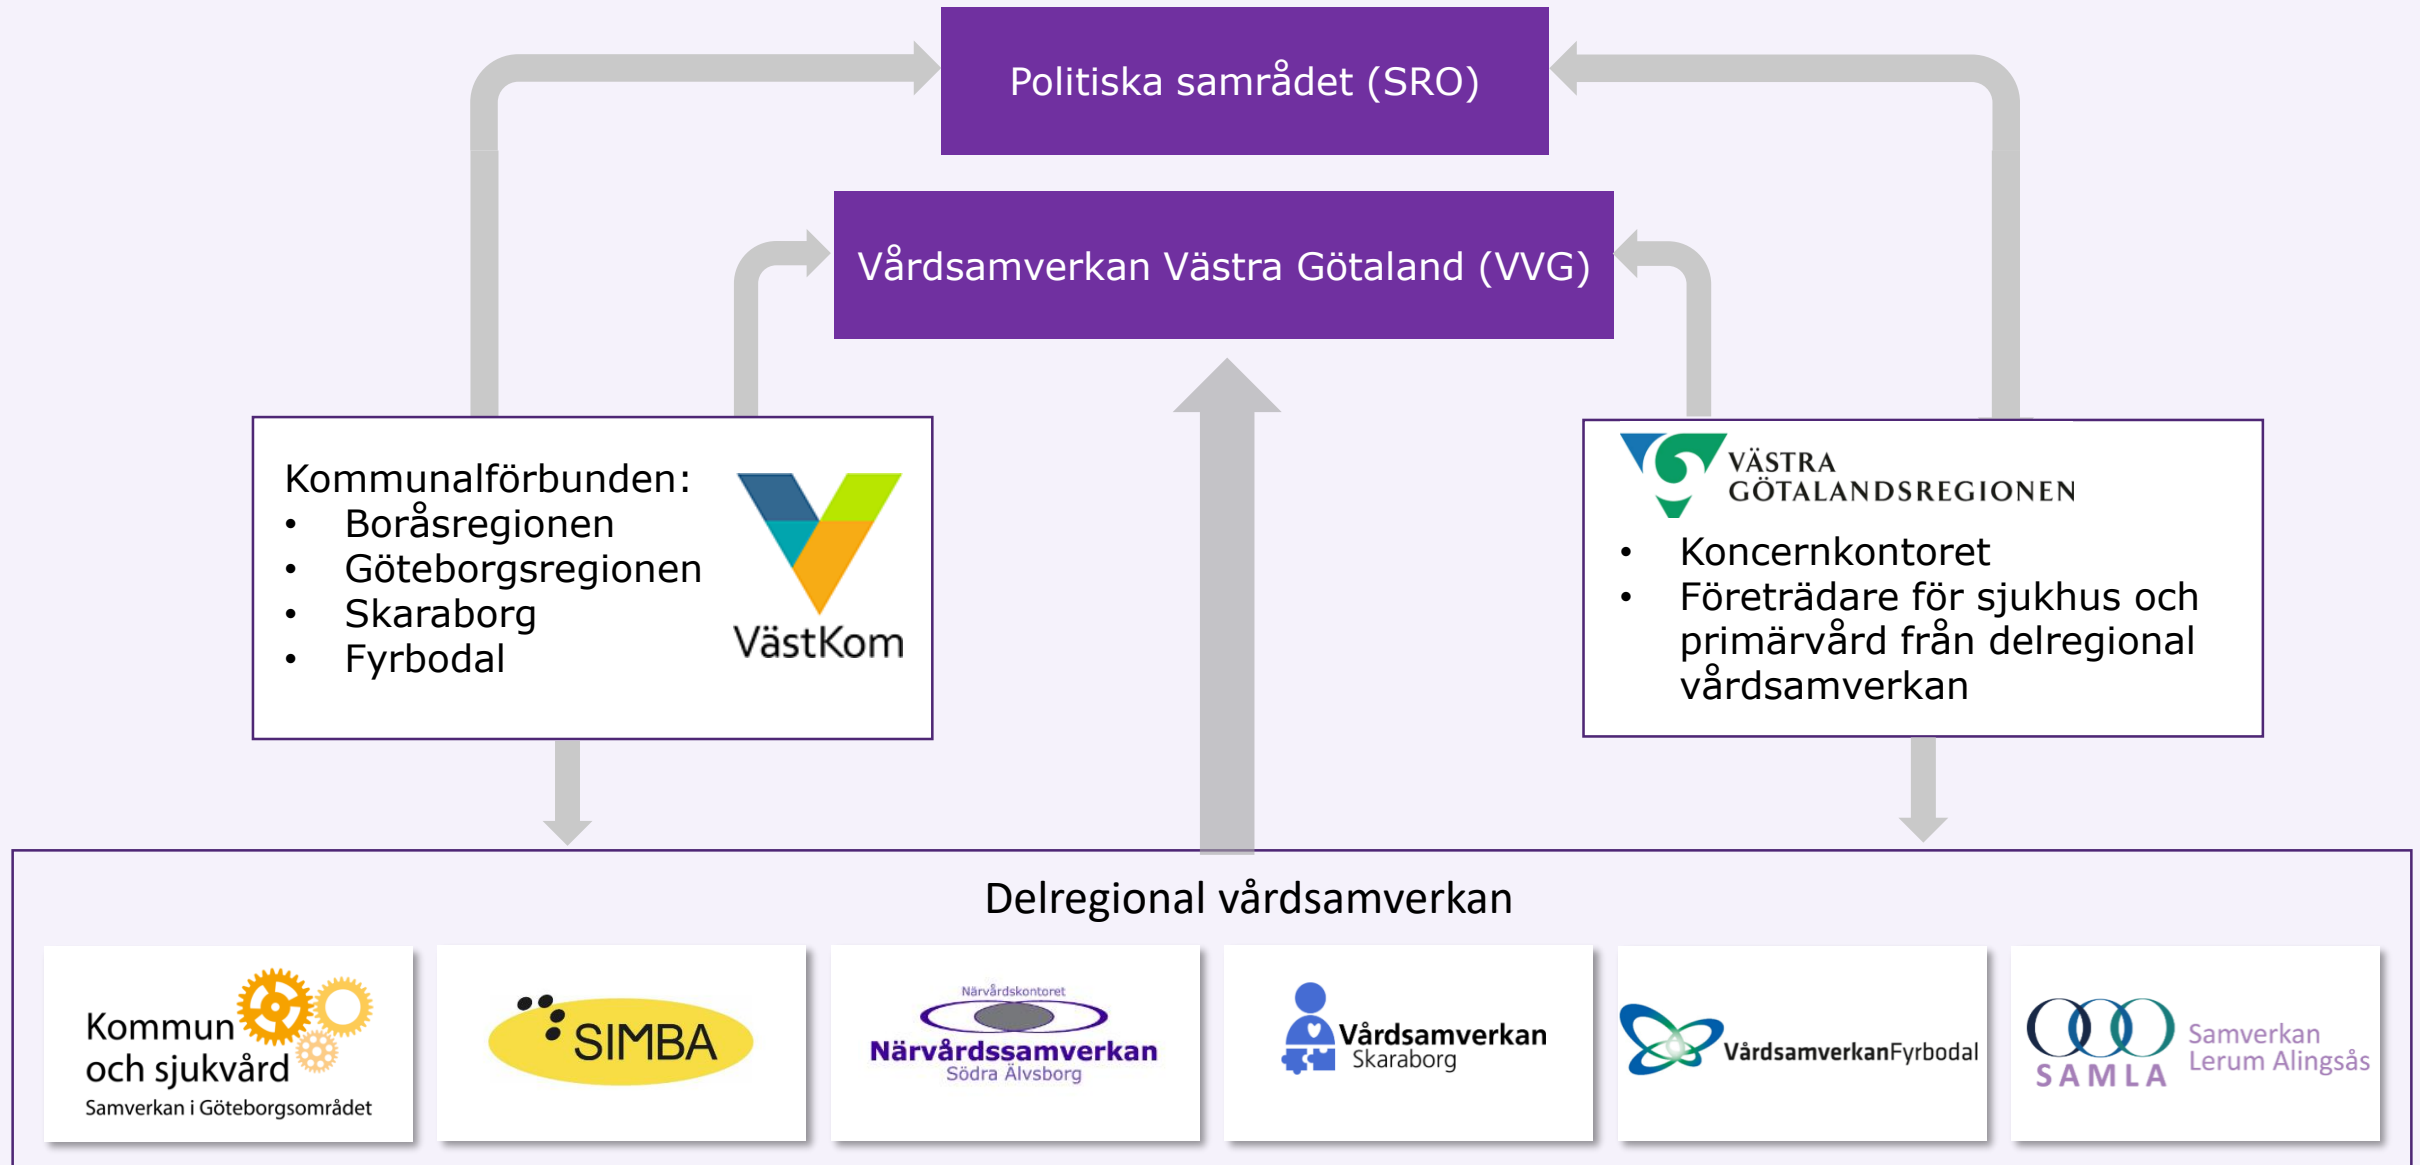 Politiska samrådet (SRO)
Vårdsamverkan Västra Götaland (VVG)
Kommunalförbunden:
• Boråsregionen
• Göteborgsregionen
• Skaraborg
• Fyrbodal
VästKom
VÄSTRA
GÖTALANDSREGIONEN
• Koncernkontoret
• Företrädare för sjukhus och
primärvård från delregional
vårdsamverkan
Delregional vårdsamverkan
Kommun
och sjukvård
Samverkan i Göteborgsområdet
SIMBA
Närvårdskontoret
Närvårdssamverkan
Södra Älvsborg
Vårdsamverkan
Skaraborg
VårdsamverkanFyrbodal
SAMLA
Samverkan
Lerum Alingsås